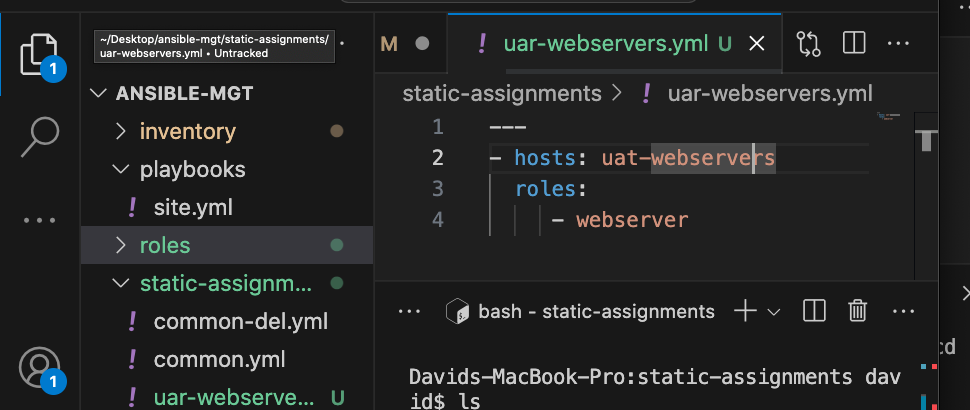 ~/Desktop/ansible-mgt/static-assignments/
uar-webservers.yml • Untracked
M ● ! uar-webservers.yml U
1
ANSIBLE-MGT
static-assignments > ! uar-webservers.yml
inventory
playbooks
! site.yml
roles
static-assignm...
! common-del.yml
! common.yml
! uar-webserve... U
1
1 ---
2 - hosts: uat-webservers
3 roles:
4 - webserver
... bash - static-assignments
Davids-MacBook-Pro:static-assignments dav
id$ ls
cd